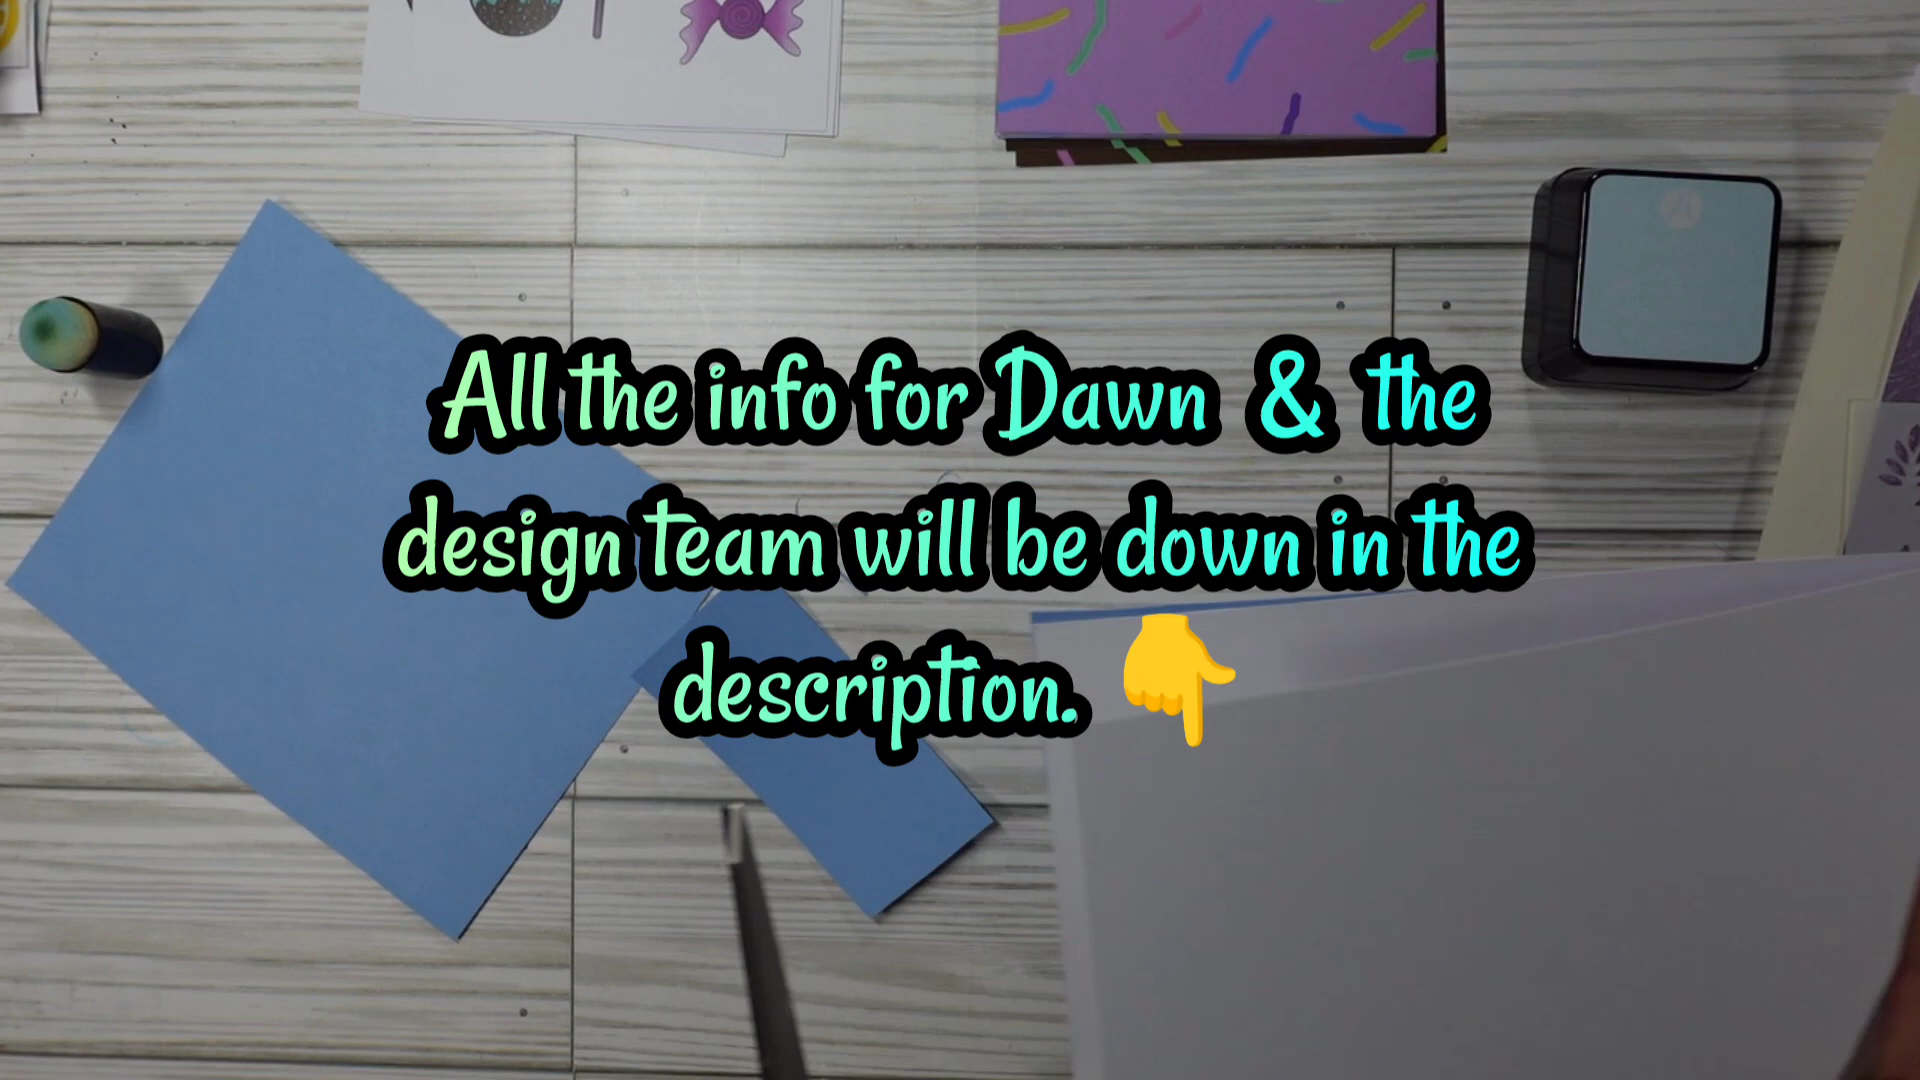 All the info for Dawn & the
design team will be down in the
description. 👇